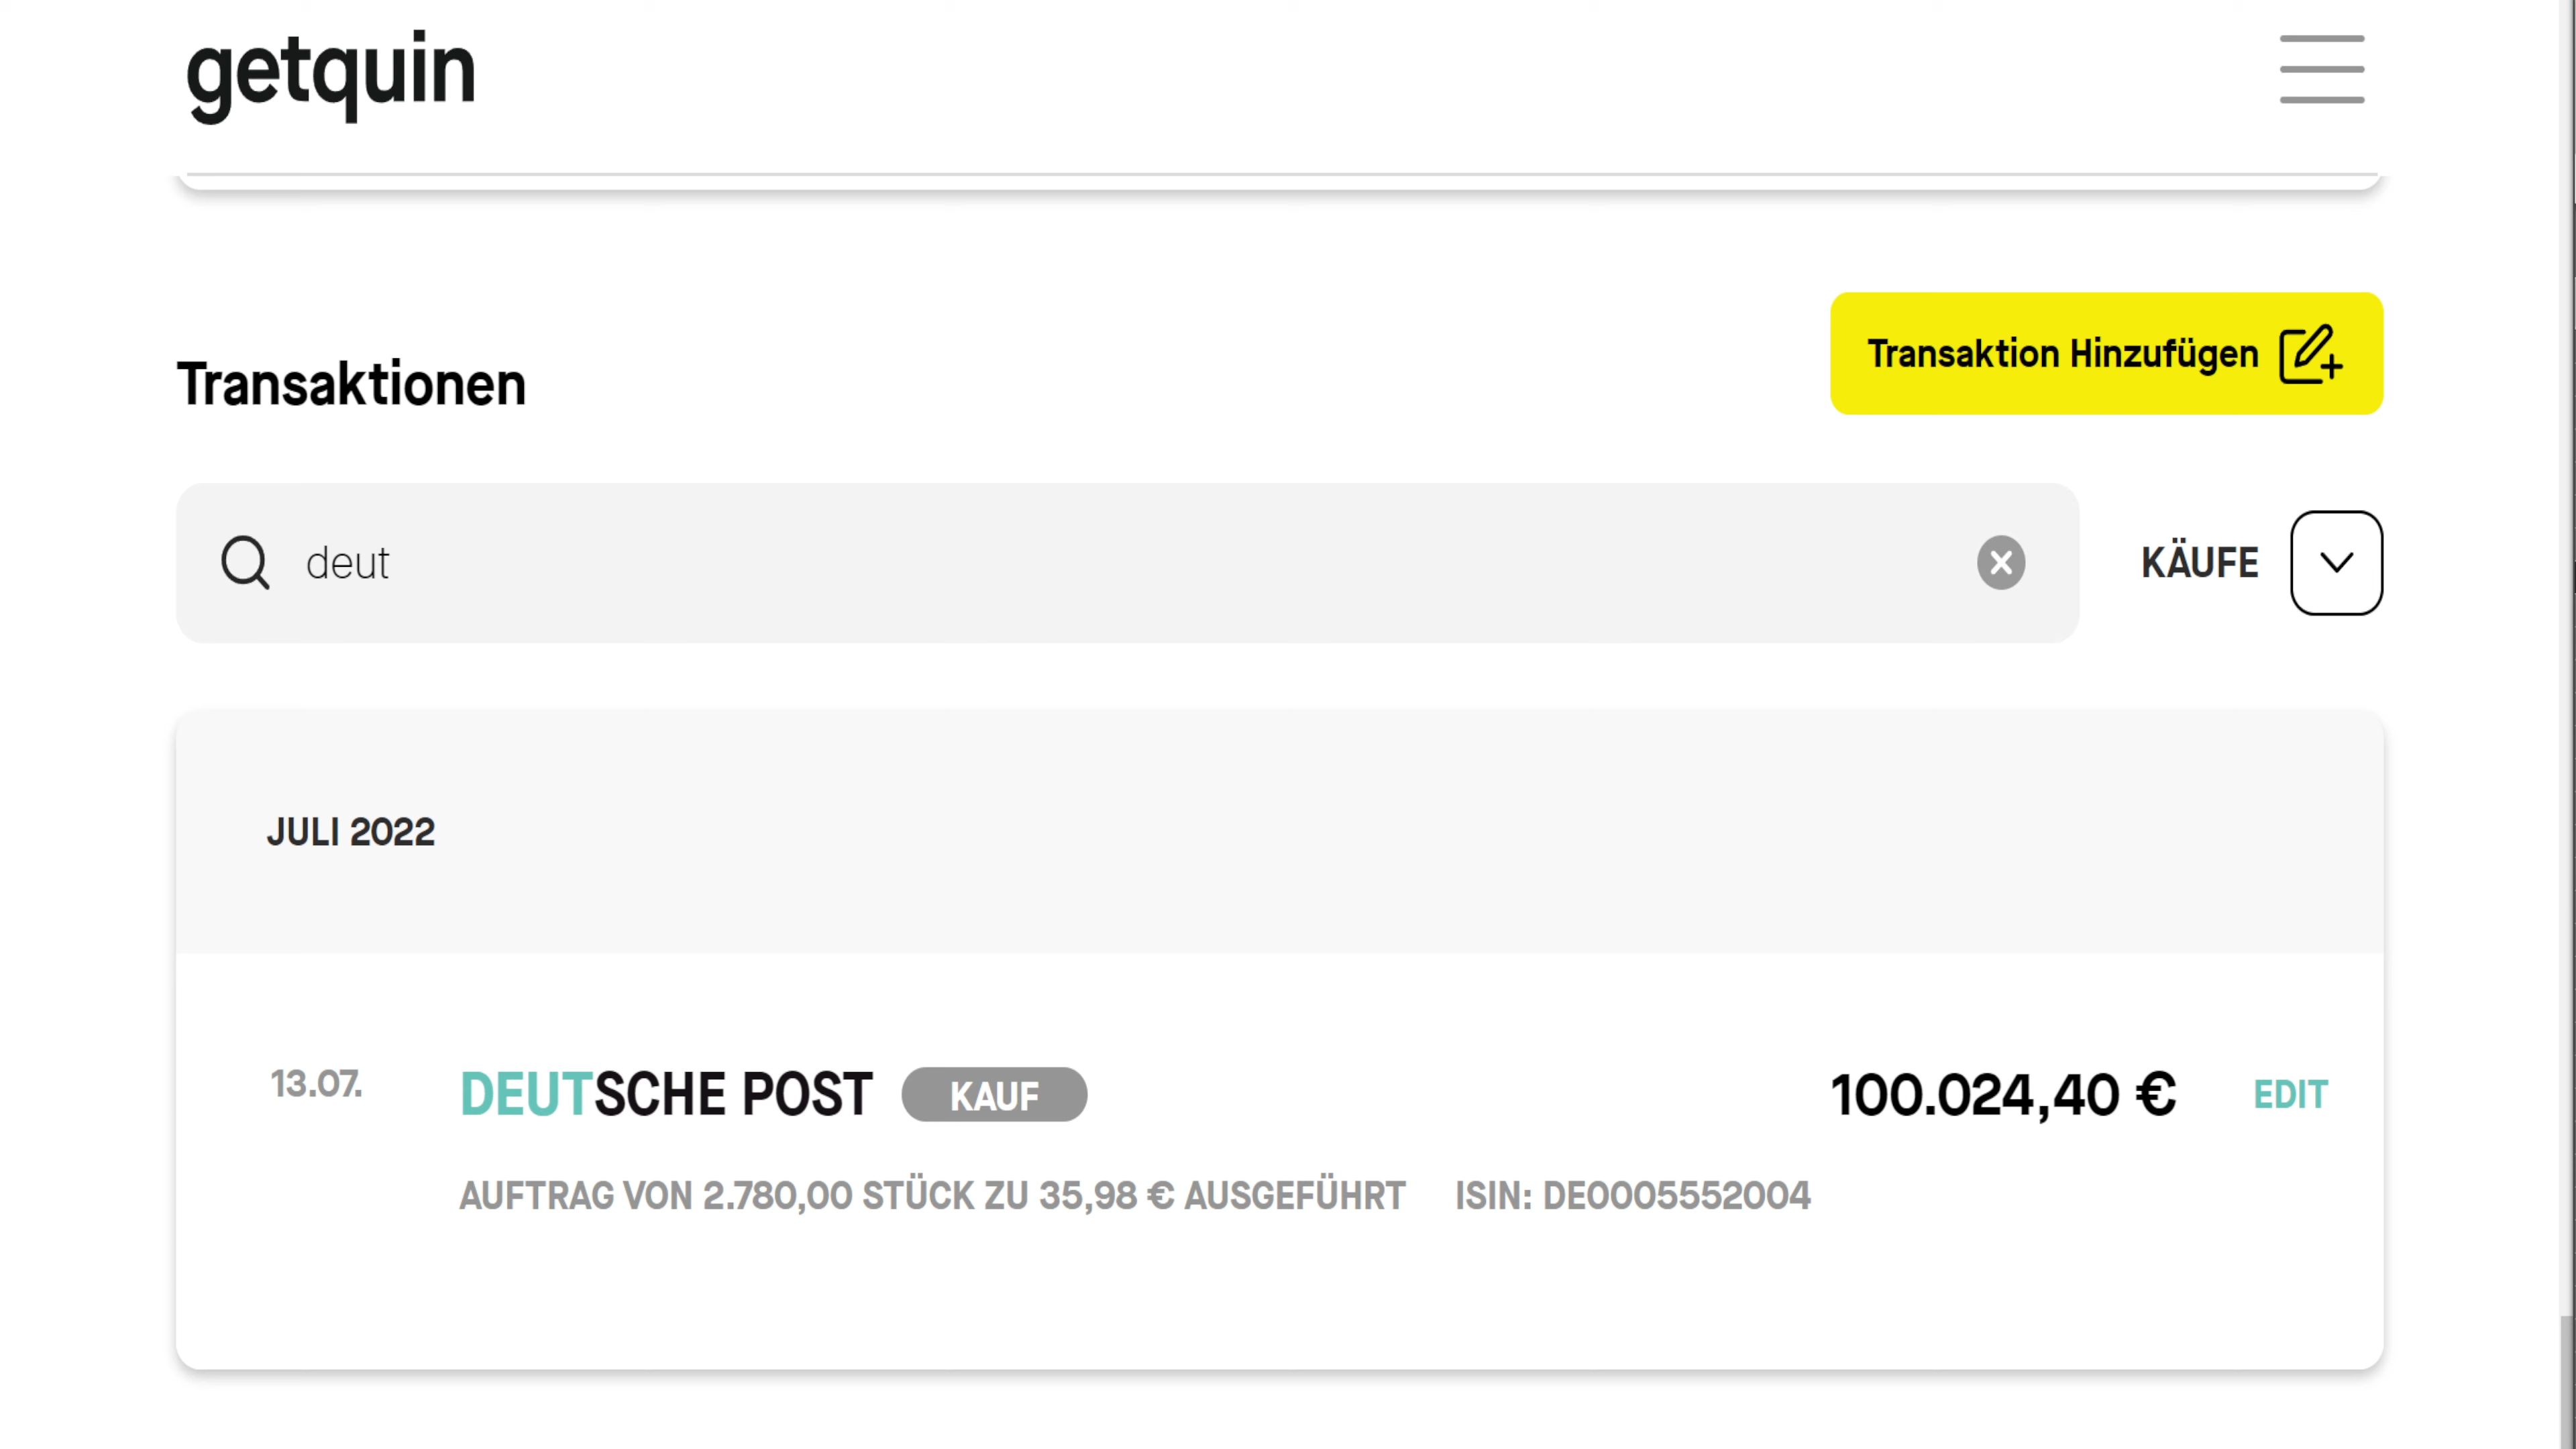 getquin
Transaktion Hinzufügen
Transaktionen
deut
KÄUFE
JULI 2022
13.07.
DEUTSCHE POST
KAUF
100.024,40 €
EDIT
AUFTRAG VON 2.780,00 STÜCK ZU 35,98 € AUSGEFÜHRT
ISIN: DE0005552004